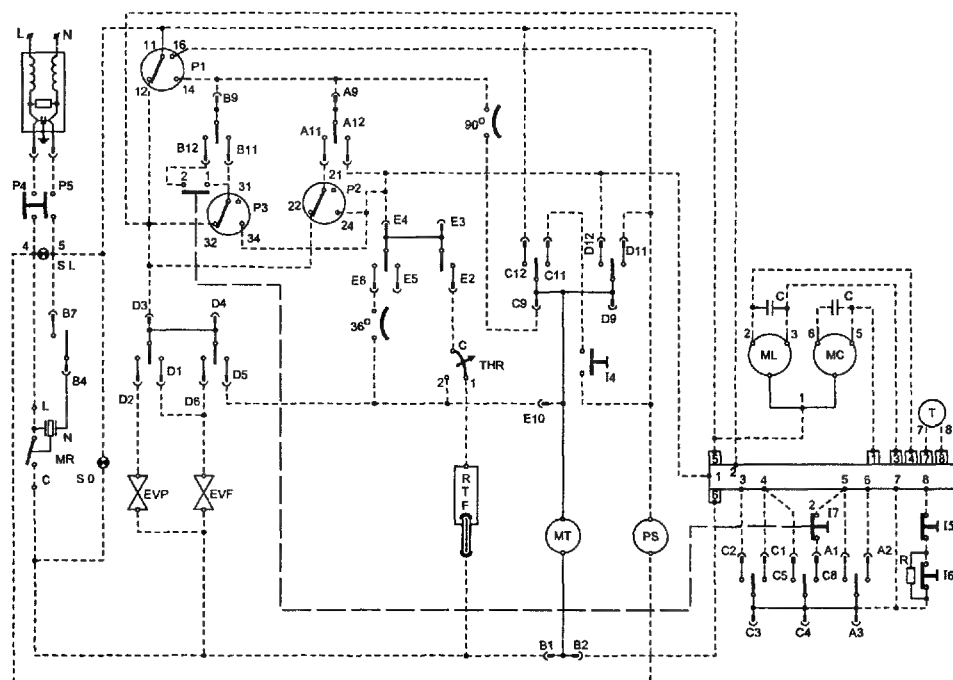 L N
11 16
P1
12 14
B9 A9
90°
A11 A12
B12 B11
2 31 21
P3 P2
22
32 34 24
P4 P5
4 5
S L
E4 E3
E6 E5 E2
C12 C11 D12 D11
C9 D9
D3 D4
36°
C
THR
2 1
I4
B7
B4
D1 D5
D2 D6
E10
L
N
MR
C
S 0
EVP EVF
R
T
F
MT PS
B1 B2
C C
2 3 6 5
ML MC
1
T
7 8
5 1 3 4 7 8
1 2
6 3 4 5 6 7 8
2 I7
I5
C2 C1 A1 A2
C5 C8
R I6
C3 C4 A3